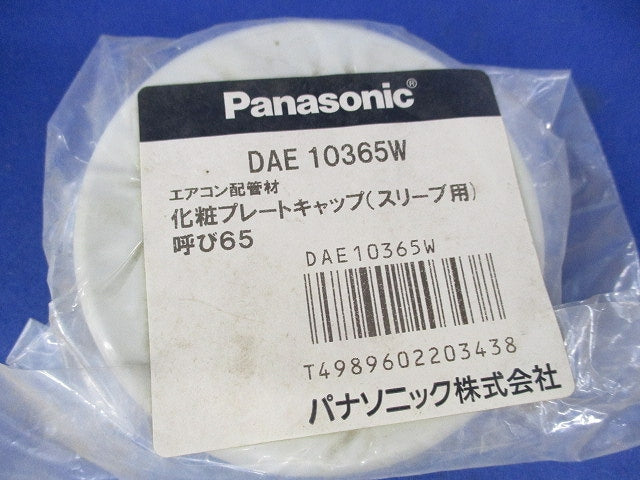 Panasonic®
DAE 10365W
エアコン配管材
化粧プレートキャップ(スリーブ用)
呼び65
DAE10365W
T4989602203438
パナソニック株式会社